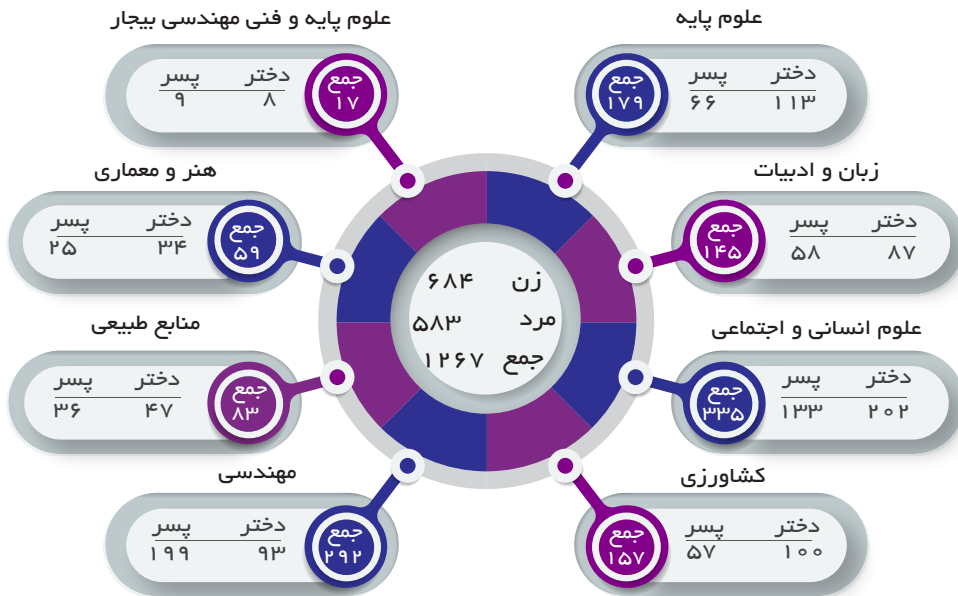 علوم پایه
دختر پسر
۱۱۳ ۶۶
جمع
۱۷۹
زبان و ادبیات
دختر پسر
۸۷ ۵۸
جمع
۱۴۵
علوم انسانی و اجتماعی
دختر پسر
۲۰۲ ۱۳۳
جمع
۳۳۵
کشاورزی
دختر پسر
۱۰۰ ۵۷
جمع
۱۵۷
علوم پایه و فنی مهندسی بیجار
دختر پسر
۸ ۹
جمع
۱۷
هنر و معماری
دختر پسر
۳۴ ۲۵
جمع
۵۹
منابع طبیعی
دختر پسر
۴۷ ۳۶
جمع
۸۳
مهندسی
دختر پسر
۹۳ ۱۹۹
جمع
۲۹۲
زن ۶۸۴
مرد ۵۸۳
جمع ۱۲۶۷